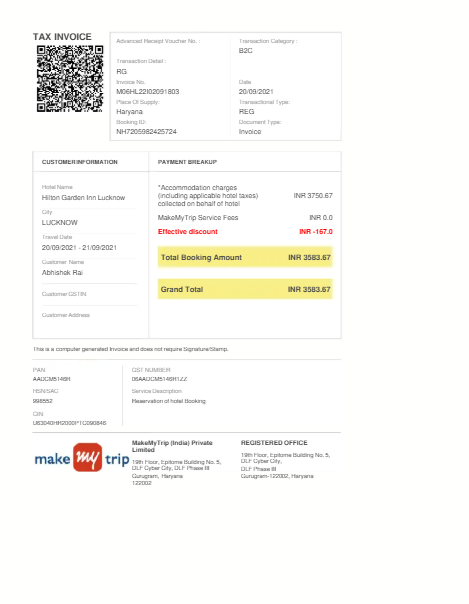 TAX INVOICE
Advanced Receipt Voucher No. :
Transaction Category :
B2C
Transaction Detail :
RG
Invoice No.
M06HL22I02091803
Date
20/09/2021
Place Of Supply:
Haryana
Transactional Type:
REG
Booking ID:
NH7205982425724
Document Type:
Invoice
CUSTOMER INFORMATION
Hotel Name
Hilton Garden Inn Lucknow
City
LUCKNOW
Travel Date
20/09/2021 - 21/09/2021
Customer Name
Abhishek Rai
Customer GSTIN
Customer Address
PAYMENT BREAKUP
*Accommodation charges
(including applicable hotel taxes)
collected on behalf of hotel
INR 3750.67
MakeMyTrip Service Fees INR 0.0
Effective discount INR -167.0
Total Booking Amount INR 3583.67
Grand Total INR 3583.67
This is a computer generated Invoice and does not require Signature/Stamp.
PAN
AADCM5146R
GST NUMBER
06AADCM5146R1ZZ
HSN/SAC
998552
Service Description
Reservation of hotel Booking
CIN
U63040HR2000PTC090846
make my trip
MakeMyTrip (India) Private
Limited
19th Floor, Epitome Building No. 5,
DLF Cyber City, DLF Phase III
Gurugram, Haryana
122002
REGISTERED OFFICE
19th Floor, Epitome Building No. 5,
DLF Cyber City,
DLF Phase III
Gurugram-122002, Haryana